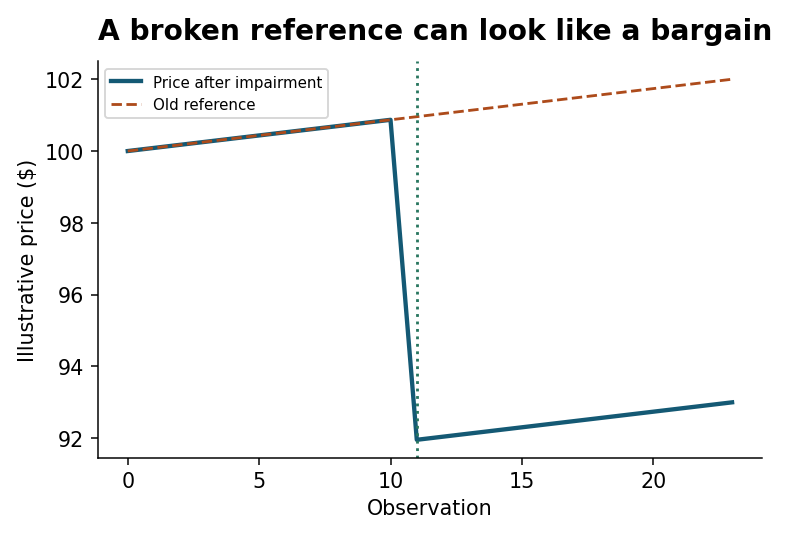 A broken reference can look like a bargain
Price after impairment
Old reference
Illustrative price ($)
102
100
98
96
94
92
0 5 10 15 20
Observation